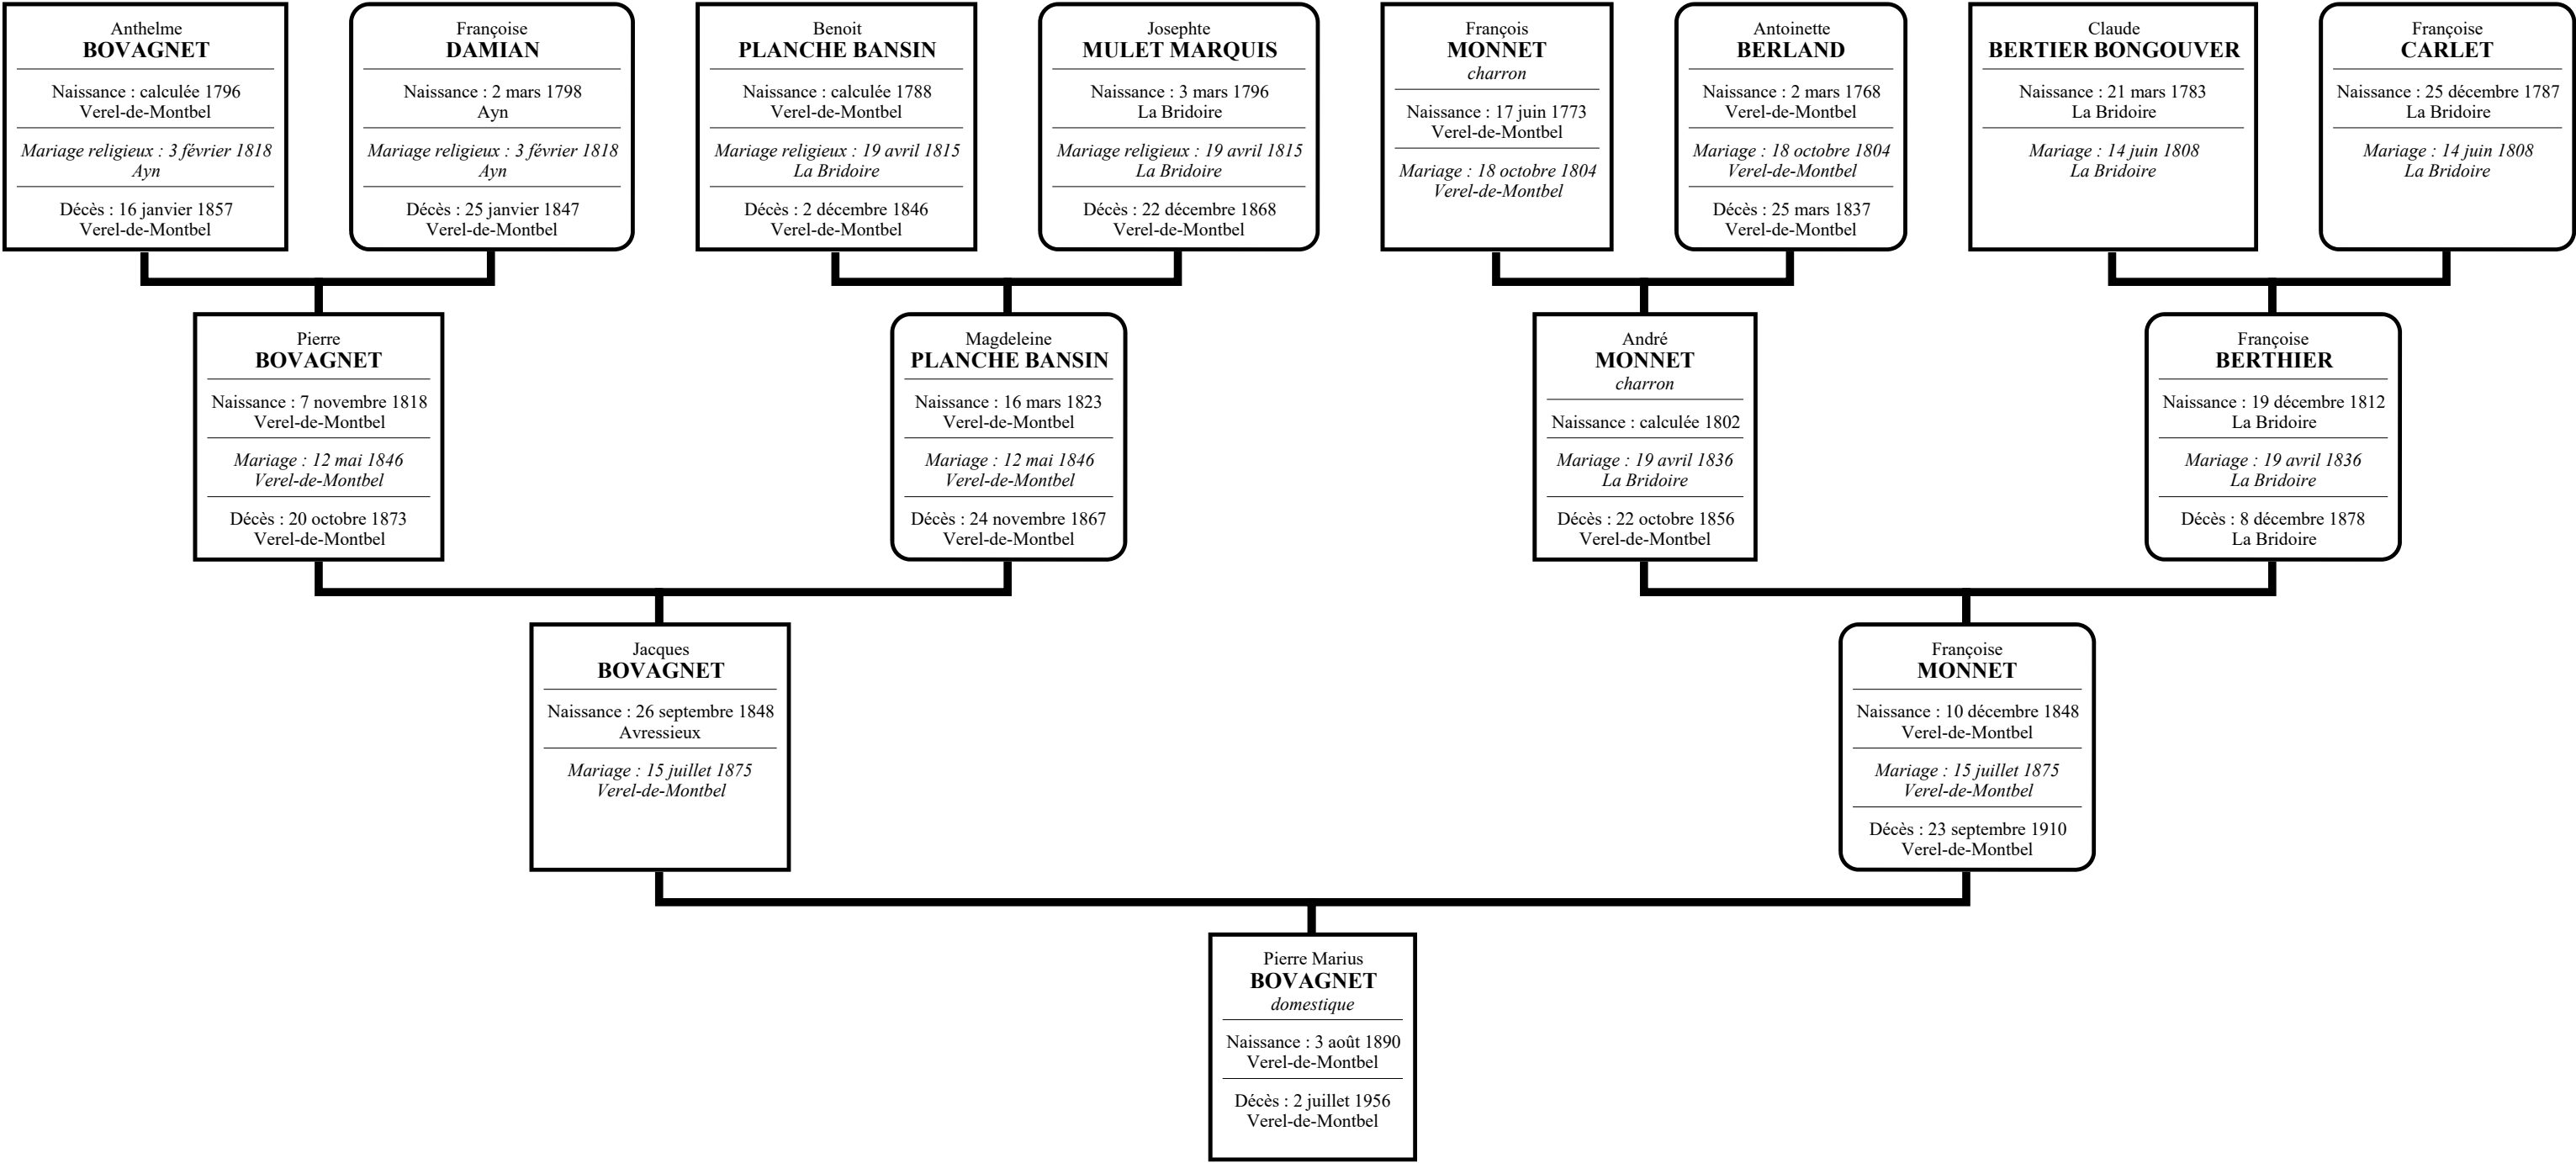 Anthelme
BOVAGNET
Naissance : calculée 1796
Verel-de-Montbel
Mariage religieux : 3 février 1818
Ayn
Décès : 16 janvier 1857
Verel-de-Montbel
Françoise
DAMIAN
Naissance : 2 mars 1798
Ayn
Mariage religieux : 3 février 1818
Ayn
Décès : 25 janvier 1847
Verel-de-Montbel
Benoit
PLANCHE BANSIN
Naissance : calculée 1788
Verel-de-Montbel
Mariage religieux : 19 avril 1815
La Bridoire
Décès : 2 décembre 1846
Verel-de-Montbel
Josephte
MULET MARQUIS
Naissance : 3 mars 1796
La Bridoire
Mariage religieux : 19 avril 1815
La Bridoire
Décès : 22 décembre 1868
Verel-de-Montbel
François
MONNET
charron
Naissance : 17 juin 1773
Verel-de-Montbel
Mariage : 18 octobre 1804
Verel-de-Montbel
Antoinette
BERLAND
Naissance : 2 mars 1768
Verel-de-Montbel
Mariage : 18 octobre 1804
Verel-de-Montbel
Décès : 25 mars 1837
Verel-de-Montbel
Claude
BERTIER BONGOUVER
Naissance : 21 mars 1783
La Bridoire
Mariage : 14 juin 1808
La Bridoire
Françoise
CARLET
Naissance : 25 décembre 1787
La Bridoire
Mariage : 14 juin 1808
La Bridoire
Pierre
BOVAGNET
Naissance : 7 novembre 1818
Verel-de-Montbel
Mariage : 12 mai 1846
Verel-de-Montbel
Décès : 20 octobre 1873
Verel-de-Montbel
Magdeleine
PLANCHE BANSIN
Naissance : 16 mars 1823
Verel-de-Montbel
Mariage : 12 mai 1846
Verel-de-Montbel
Décès : 24 novembre 1867
Verel-de-Montbel
André
MONNET
charron
Naissance : calculée 1802
Mariage : 19 avril 1836
La Bridoire
Décès : 22 octobre 1856
Verel-de-Montbel
Françoise
BERTHIER
Naissance : 19 décembre 1812
La Bridoire
Mariage : 19 avril 1836
La Bridoire
Décès : 8 décembre 1878
La Bridoire
Jacques
BOVAGNET
Naissance : 26 septembre 1848
Avressieux
Mariage : 15 juillet 1875
Verel-de-Montbel
Françoise
MONNET
Naissance : 10 décembre 1848
Verel-de-Montbel
Mariage : 15 juillet 1875
Verel-de-Montbel
Décès : 23 septembre 1910
Verel-de-Montbel
Pierre Marius
BOVAGNET
domestique
Naissance : 3 août 1890
Verel-de-Montbel
Décès : 2 juillet 1956
Verel-de-Montbel